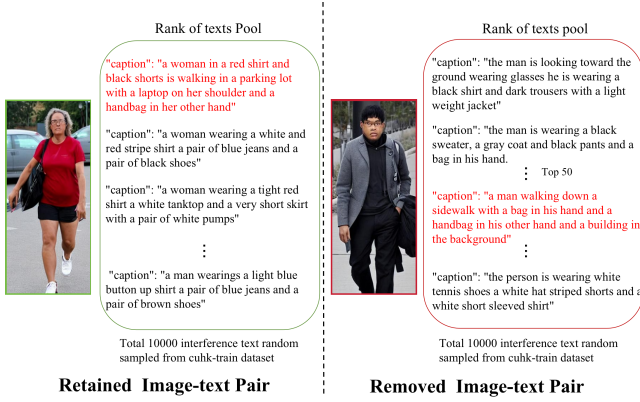 Rank of texts Pool
"caption": "a woman in a red shirt and
black shorts is walking in a parking lot
with a laptop on her shoulder and a
handbag in her other hand"
"caption": "a woman wearing a white and
red stripe shirt a pair of blue jeans and a
pair of black shoes"
"caption": "a woman wearing a tight red
shirt a white tanktop and a very short skirt
with a pair of white pumps"
"caption": "a man wearings a light blue
button up shirt a pair of blue jeans and a
pair of brown shoes"
Total 10000 interference text random
sampled from cuhk-train dataset
Retained Image-text Pair
Rank of texts pool
"caption": "the man is looking toward the
ground wearing glasses he is wearing a
black shirt and dark trousers with a light
weight jacket"
"caption": "the man is wearing a black
sweater, a gray coat and black pants and a
bag in his hand.
Top 50
"caption": "a man walking down a
sidewalk with a bag in his hand and a
handbag in his other hand and a building in
the background"
"caption": "the person is wearing white
tennis shoes a white hat striped shorts and a
white short sleeved shirt"
Total 10000 interference text random
sampled from cuhk-train dataset
Removed Image-text Pair